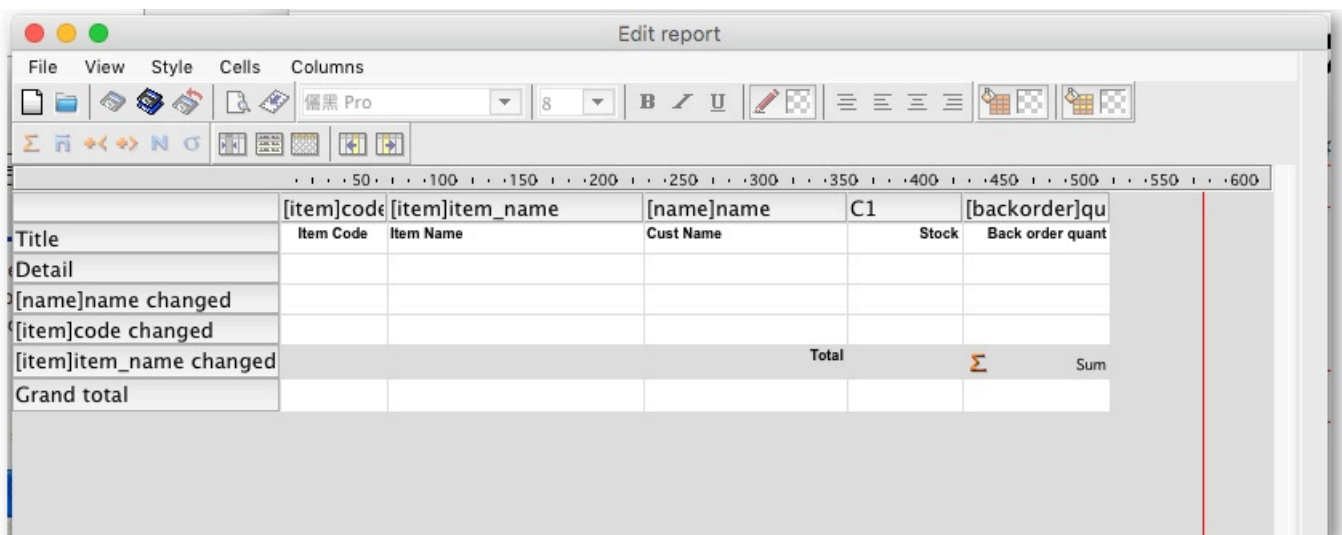 Edit report
File View Style Cells Columns
儷黑 Pro 8 B I U
Σ n N σ
50 100 150 200 250 300 350 400 450 500 550 600
[item]code [item]item_name [name]name C1 [backorder]qu
Title Item Code Item Name Cust Name Stock Back order quant
Detail
[name]name changed
[item]code changed
[item]item_name changed Total Σ Sum
Grand total